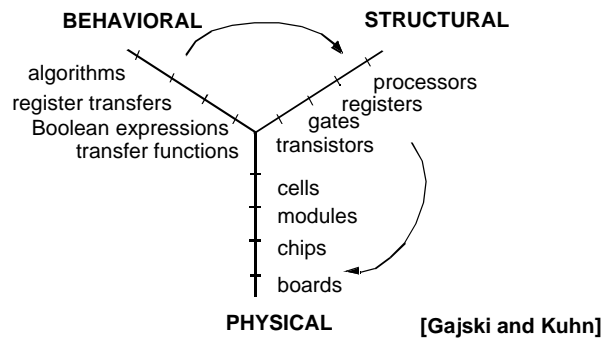 BEHAVIORAL
STRUCTURAL
algorithms
register transfers
Boolean expressions
transfer functions
processors
registers
gates
transistors
cells
modules
chips
boards
PHYSICAL
[Gajski and Kuhn]